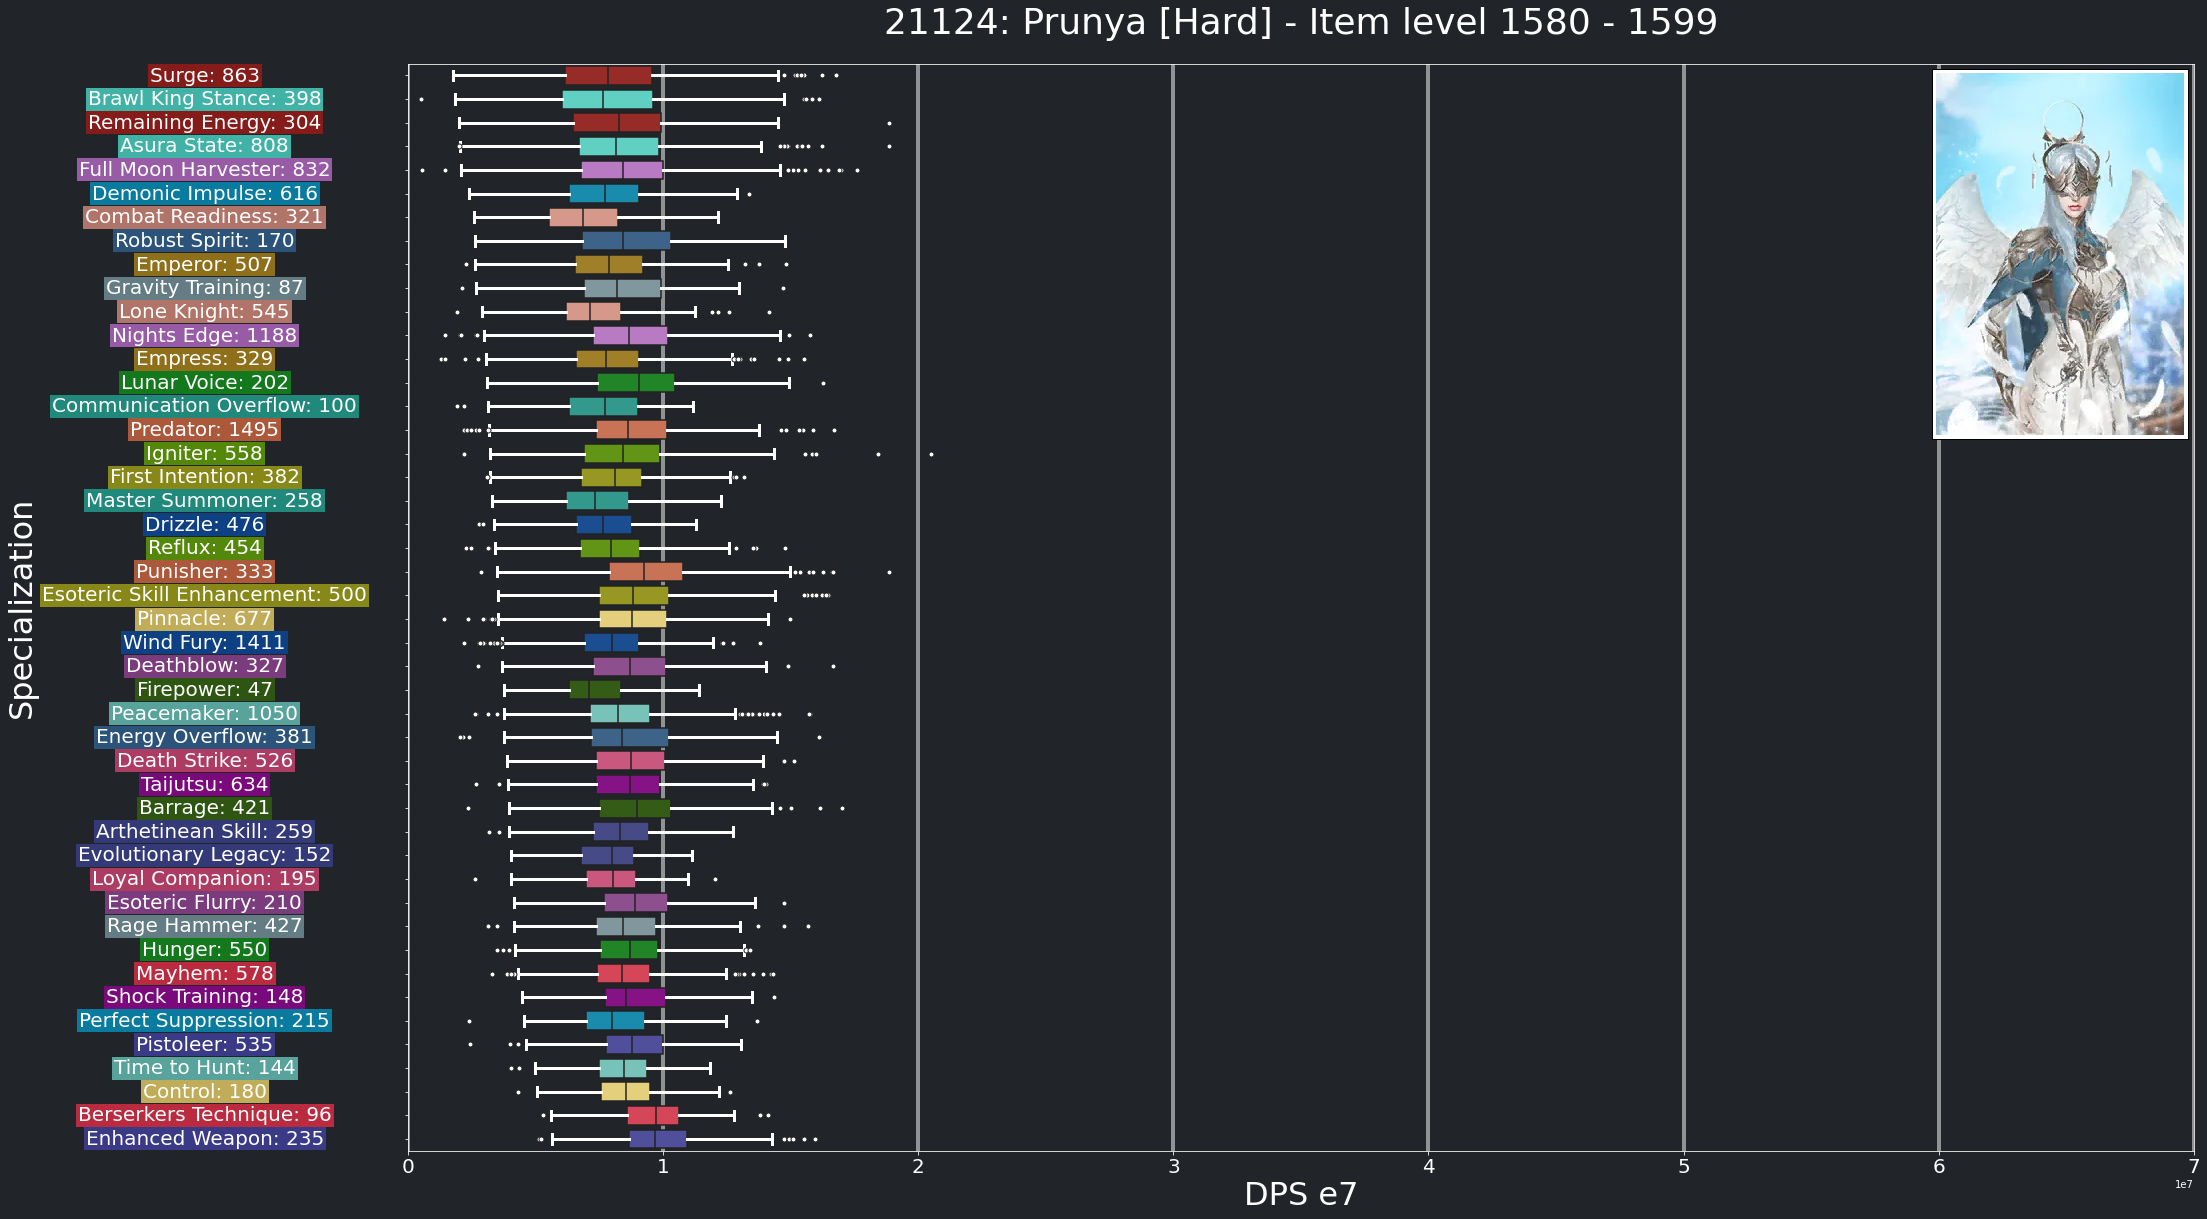 21124: Prunya [Hard] - Item level 1580 - 1599
Surge: 863
Brawl King Stance: 398
Remaining Energy: 304
Asura State: 808
Full Moon Harvester: 832
Demonic Impulse: 616
Combat Readiness: 321
Robust Spirit: 170
Emperor: 507
Gravity Training: 87
Lone Knight: 545
Nights Edge: 1188
Empress: 329
Lunar Voice: 202
Communication Overflow: 100
Predator: 1495
Igniter: 558
First Intention: 382
Master Summoner: 258
Drizzle: 476
Reflux: 454
Punisher: 333
Esoteric Skill Enhancement: 500
Pinnacle: 677
Wind Fury: 1411
Deathblow: 327
Firepower: 47
Peacemaker: 1050
Energy Overflow: 381
Death Strike: 526
Taijutsu: 634
Barrage: 421
Arthetinean Skill: 259
Evolutionary Legacy: 152
Loyal Companion: 195
Esoteric Flurry: 210
Rage Hammer: 427
Hunger: 550
Mayhem: 578
Shock Training: 148
Perfect Suppression: 215
Pistoleer: 535
Time to Hunt: 144
Control: 180
Berserkers Technique: 96
Enhanced Weapon: 235
Specialization
0 1 2 3 4 5 6 7
1e7
DPS e7